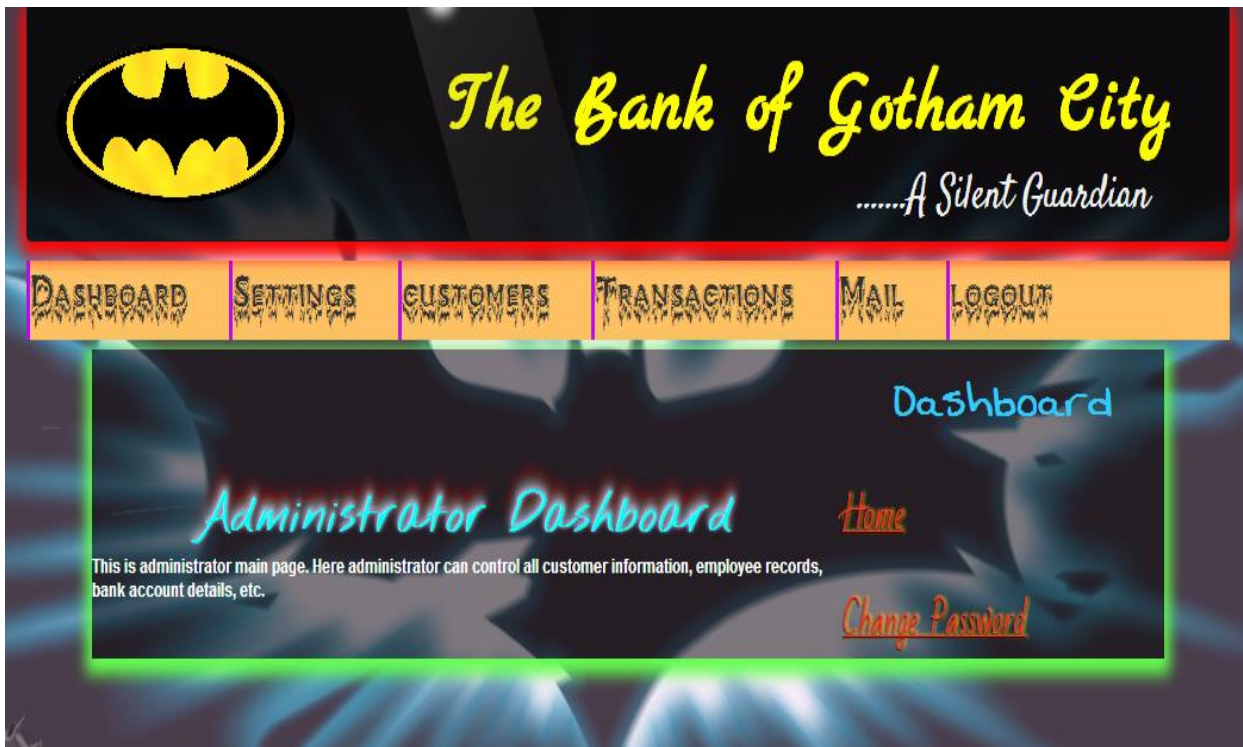 The Bank of Gotham City
.......A Silent Guardian
Dashboard Settings customers Transactions Mail logout
Dashboard
Administrator Dashboard
Home
This is administrator main page. Here administrator can control all customer information, employee records,
bank account details, etc.
Change Password